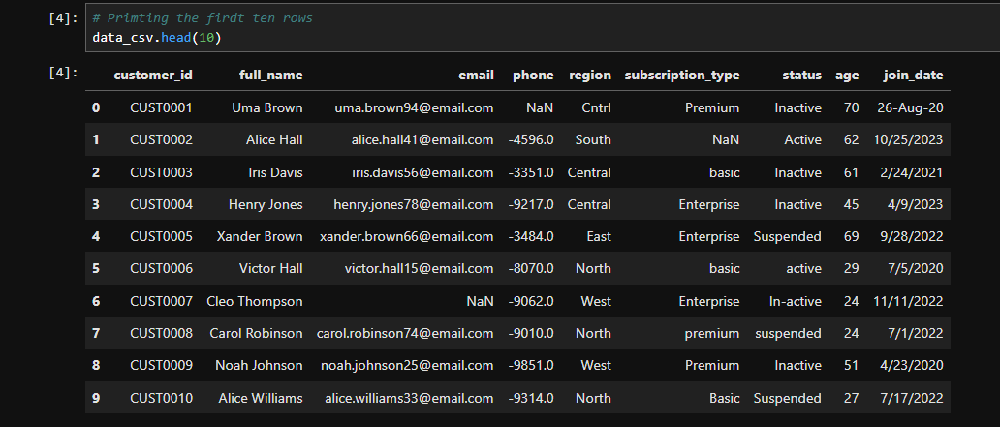 [4]: # Primting the firdt ten rows
data_csv.head(10)
[4]: customer_id full_name email phone region subscription_type status age join_date
0 CUST0001 Uma Brown uma.brown94@email.com NaN Cntrl Premium Inactive 70 26-Aug-20
1 CUST0002 Alice Hall alice.hall41@email.com -4596.0 South NaN Active 62 10/25/2023
2 CUST0003 Iris Davis iris.davis56@email.com -3351.0 Central basic Inactive 61 2/24/2021
3 CUST0004 Henry Jones henry.jones78@email.com -9217.0 Central Enterprise Inactive 45 4/9/2023
4 CUST0005 Xander Brown xander.brown66@email.com -3484.0 East Enterprise Suspended 69 9/28/2022
5 CUST0006 Victor Hall victor.hall15@email.com -8070.0 North basic active 29 7/5/2020
6 CUST0007 Cleo Thompson NaN -9062.0 West Enterprise In-active 24 11/11/2022
7 CUST0008 Carol Robinson carol.robinson74@email.com -9010.0 North premium suspended 24 7/1/2022
8 CUST0009 Noah Johnson noah.johnson25@email.com -9851.0 West Premium Inactive 51 4/23/2020
9 CUST0010 Alice Williams alice.williams33@email.com -9314.0 North Basic Suspended 27 7/17/2022